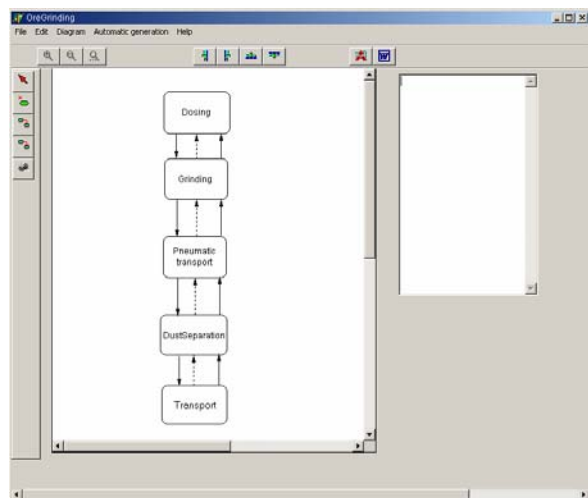 OreGrinding
File Edit Diagram Automatic generation Help
Dosing
Grinding
Pneumatic
transport
DustSeparation
Transport